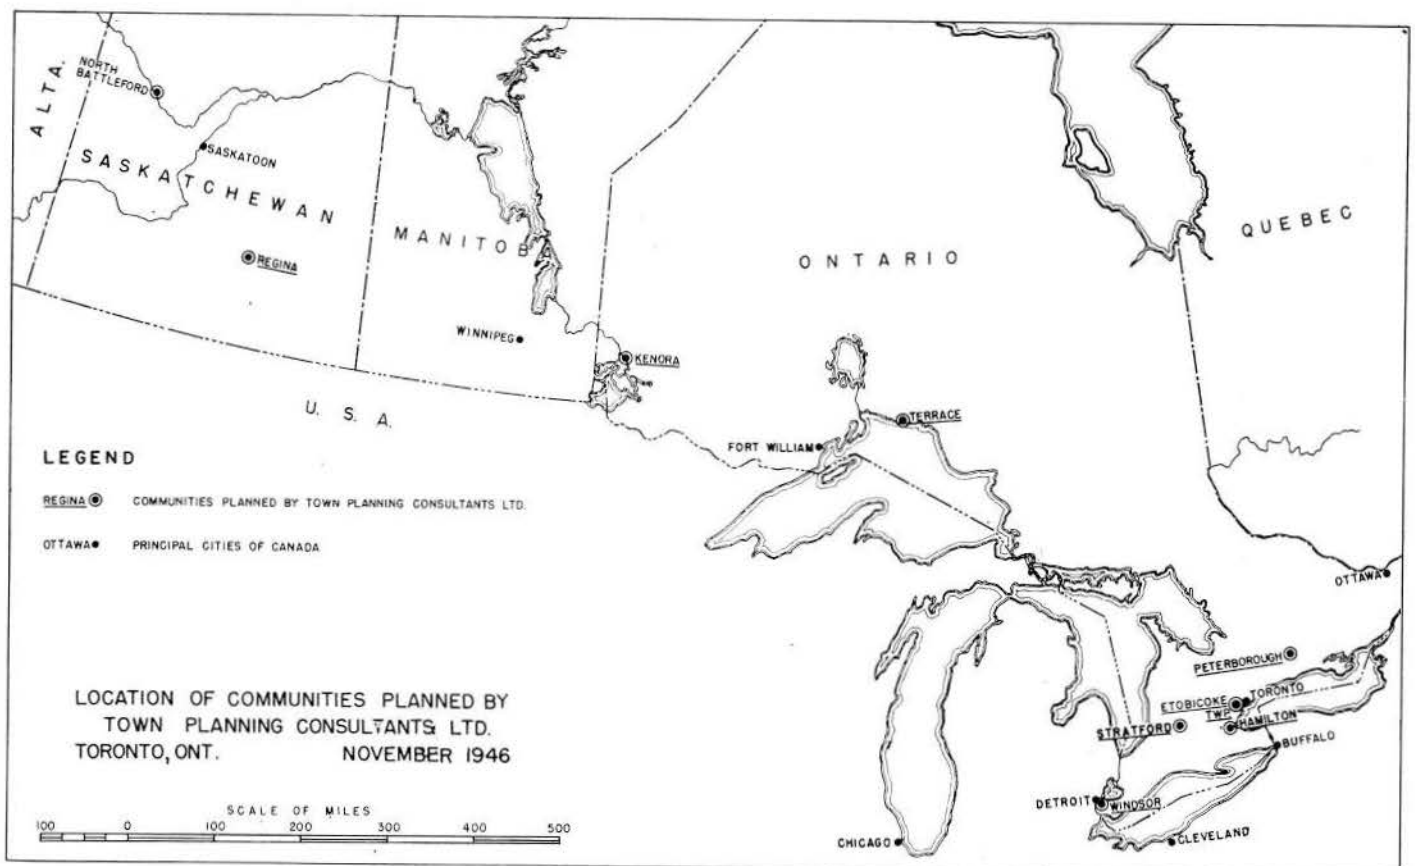 NORTH
BATTLEFORD
ALTA.
SASKATOON
SASKATCHEWAN
REGINA
MANITOBA
WINNIPEG
ONTARIO
QUEBEC
KENORA
U. S. A.
TERRACE
FORT WILLIAM
LEGEND
REGINA COMMUNITIES PLANNED BY TOWN PLANNING CONSULTANTS LTD.
OTTAWA PRINCIPAL CITIES OF CANADA
OTTAWA
PETERBOROUGH
ETOBICOKE
TWP.
TORONTO
STRATFORD
HAMILTON
BUFFALO
DETROIT
WINDSOR
CHICAGO
CLEVELAND
LOCATION OF COMMUNITIES PLANNED BY
TOWN PLANNING CONSULTANTS LTD.
TORONTO, ONT. NOVEMBER 1946
SCALE OF MILES
100 0 100 200 300 400 500